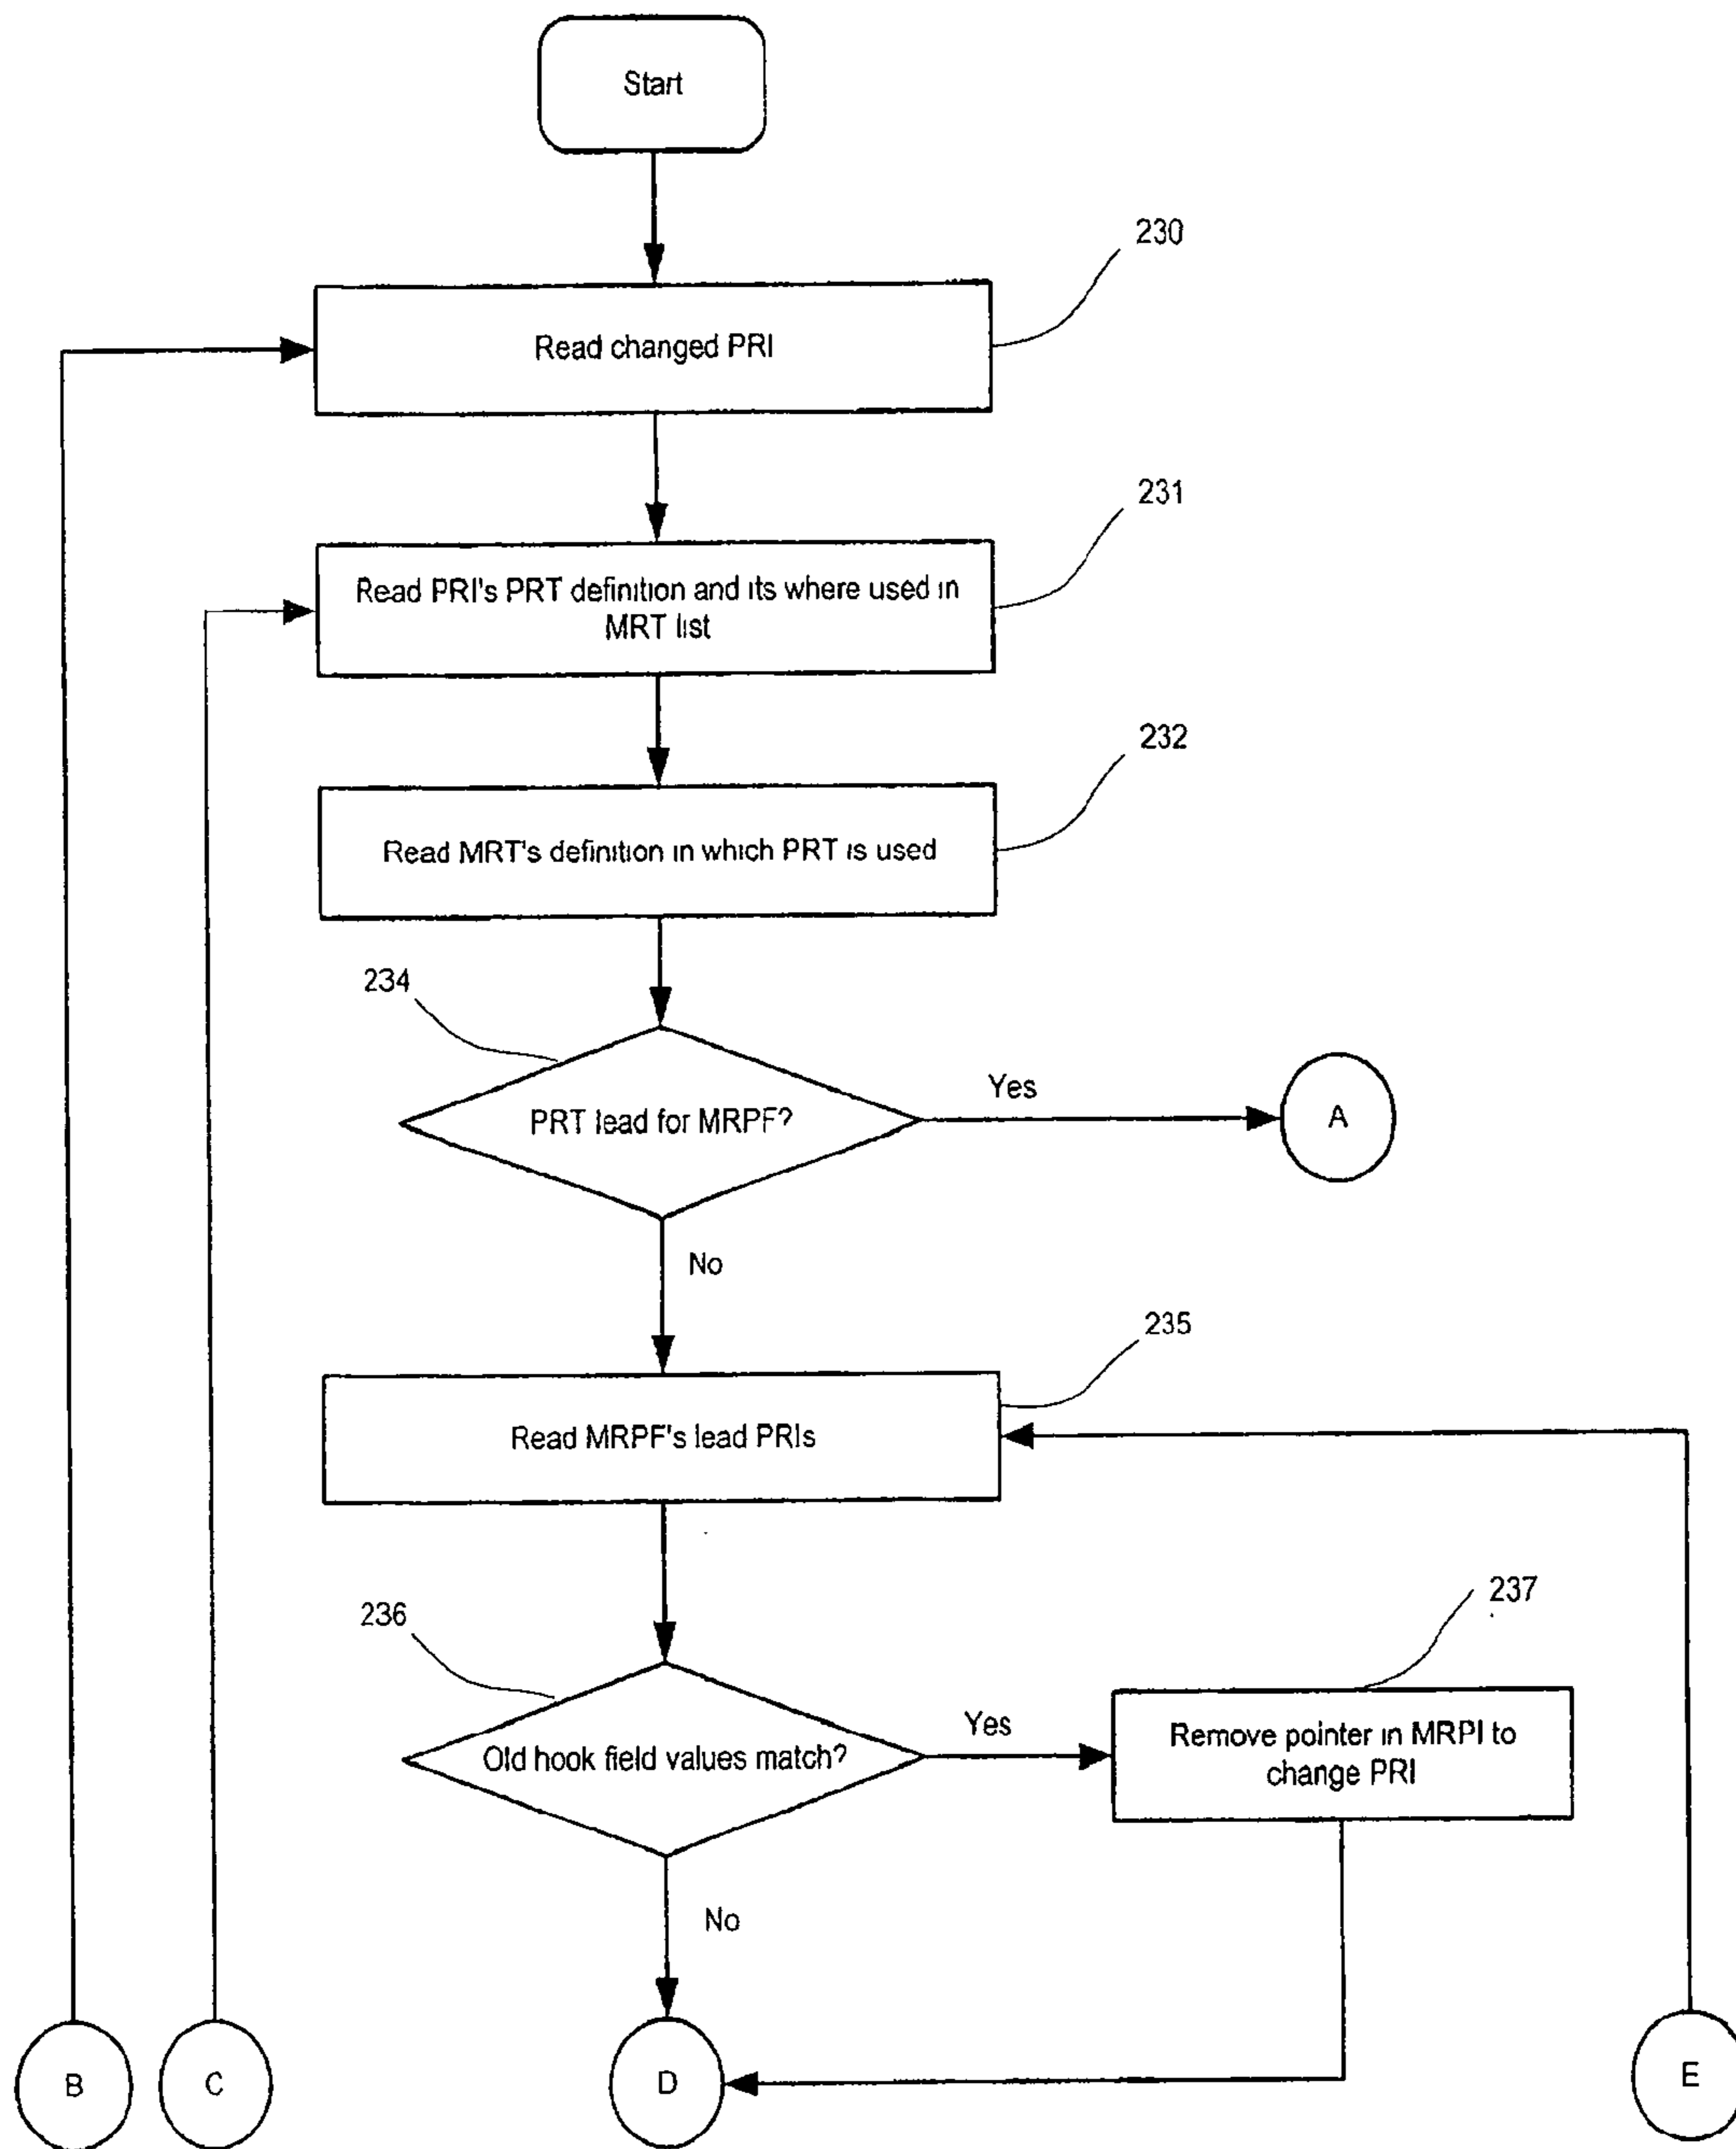 Start
230
Read changed PRI
231
Read PRI's PRT definition and its where used in
MRT list
232
Read MRT's definition in which PRT is used
234
PRT lead for MRPF?
Yes
A
No
235
Read MRPF's lead PRIs
236
Old hook field values match?
Yes
237
Remove pointer in MRPI to
change PRI
No
B
C
D
E